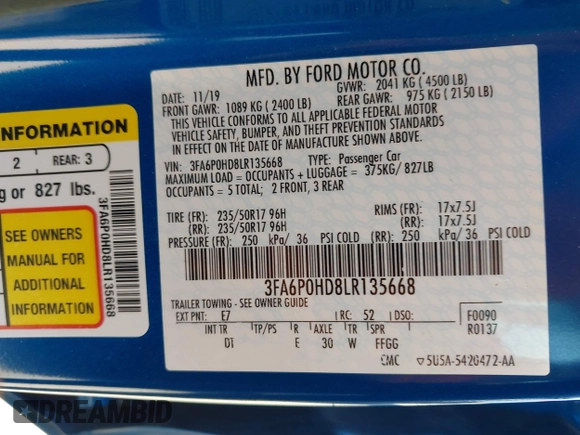 INFORMATION
2 REAR: 3
g or 827 lbs.
SEE OWNERS
MANUAL FOR
ADDITIONAL
INFORMATION
3FA6P0HD8LR135668
MFD. BY FORD MOTOR CO.
DATE: 11/19 GVWR: 2041 KG ( 4500 LB)
FRONT GAWR: 1089 KG ( 2400 LB) REAR GAWR: 975 KG ( 2150 LB)
THIS VEHICLE CONFORMS TO ALL APPLICABLE FEDERAL MOTOR
VEHICLE SAFETY, BUMPER, AND THEFT PREVENTION STANDARDS
IN EFFECT ON THE DATE OF MANUFACTURE SHOWN ABOVE.
VIN: 3FA6P0HD8LR135668 TYPE: Passenger Car
MAXIMUM LOAD = OCCUPANTS + LUGGAGE = 375KG/ 827LB
OCCUPANTS = 5 TOTAL; 2 FRONT, 3 REAR
TIRE (FR): 235/50R17 96H RIMS (FR): 17x7.5J
(RR): 235/50R17 96H (RR): 17x7.5J
PRESSURE (FR): 250 kPa/ 36 PSI COLD (RR): 250 kPa/ 36 PSI COLD
3FA6P0HD8LR135668
TRAILER TOWING - SEE OWNER GUIDE
EXT PNT: E7 RC: 52 DSO: F0090
INT TR TP/PS R AXLE TR SPR R0137
D1 E 30 W FFGG
CMC 5U5A-5420472-AA
DREAMBID